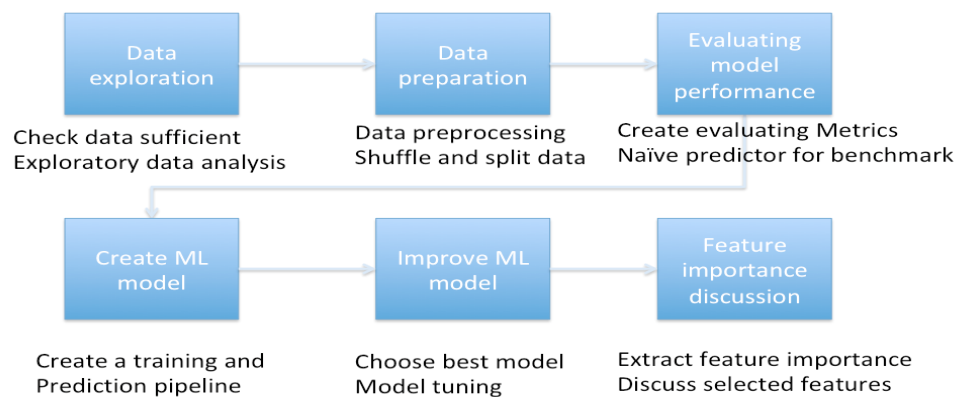 Data
exploration
Check data sufficient
Exploratory data analysis
Data
preparation
Data preprocessing
Shuffle and split data
Evaluating
model
performance
Create evaluating Metrics
Naïve predictor for benchmark
Create ML
model
Create a training and
Prediction pipeline
Improve ML
model
Choose best model
Model tuning
Feature
importance
discussion
Extract feature importance
Discuss selected features